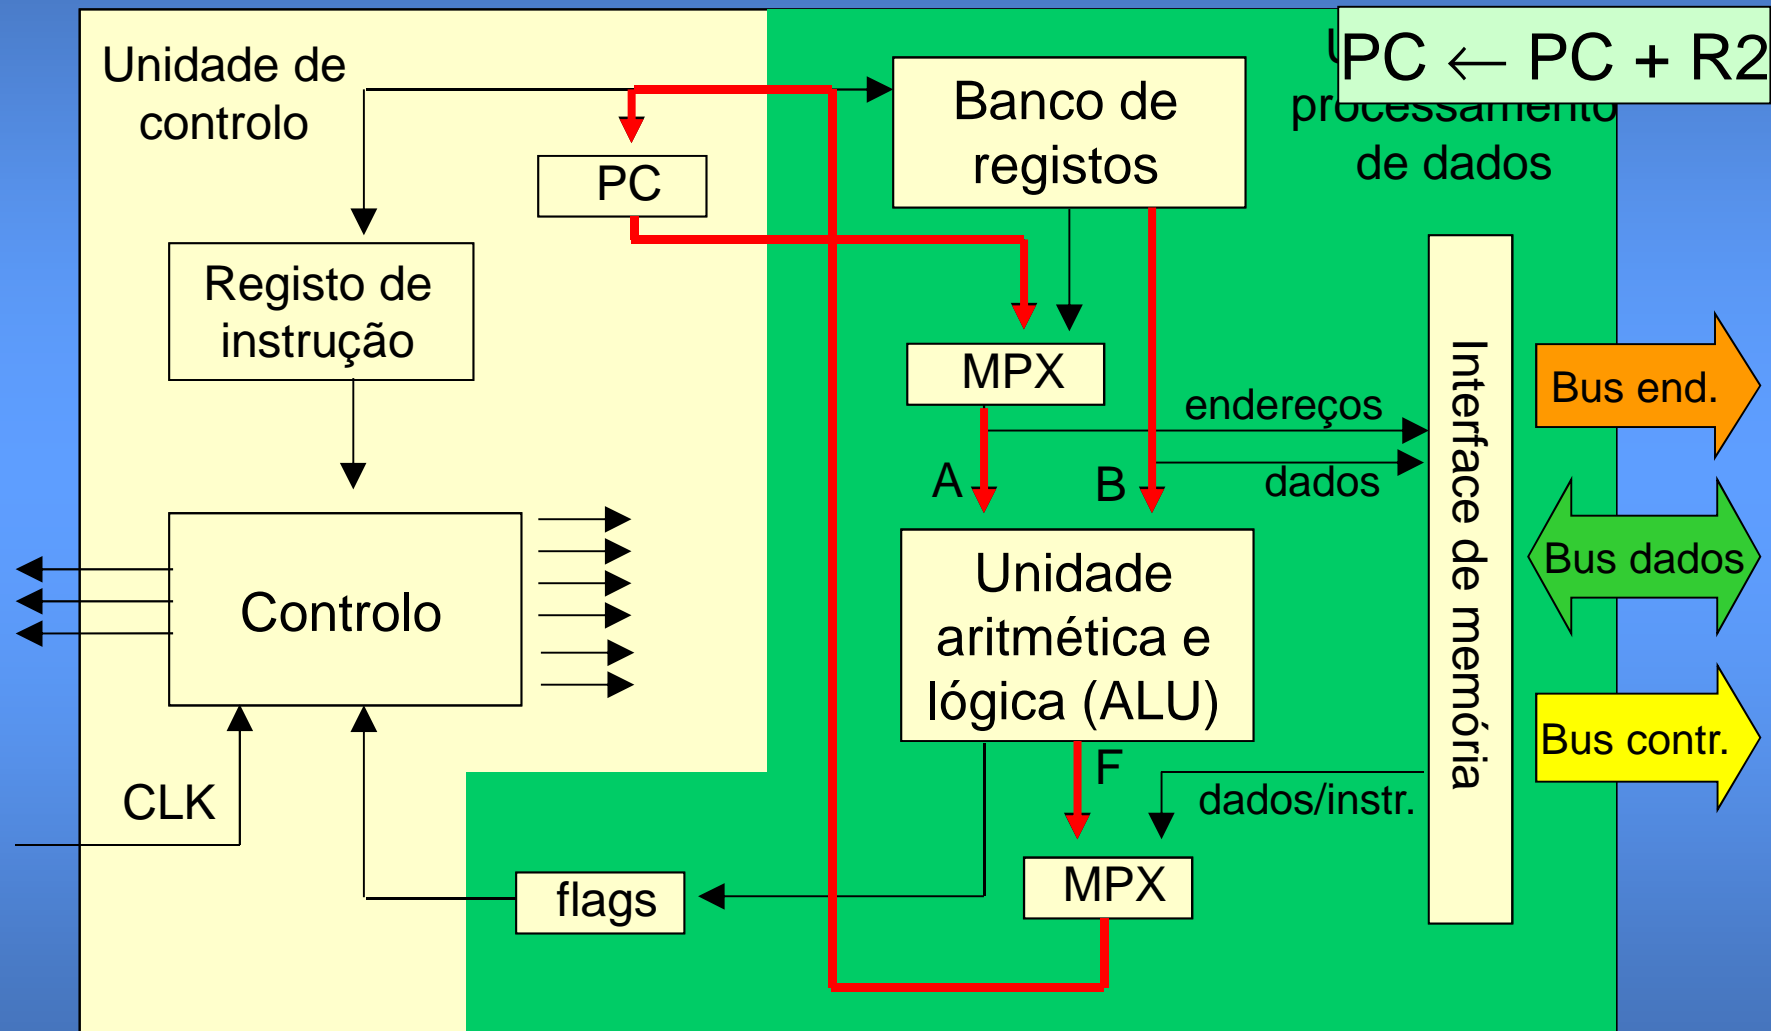 Unidade de
controlo
PC ← PC + R2
processamento
de dados
Banco de
registos
PC
Registo de
instrução
MPX
endereços
dados
A
B
Interface de memória
Bus end.
Bus dados
Bus contr.
Controlo
Unidade
aritmética e
lógica (ALU)
F
dados/instr.
CLK
flags
MPX